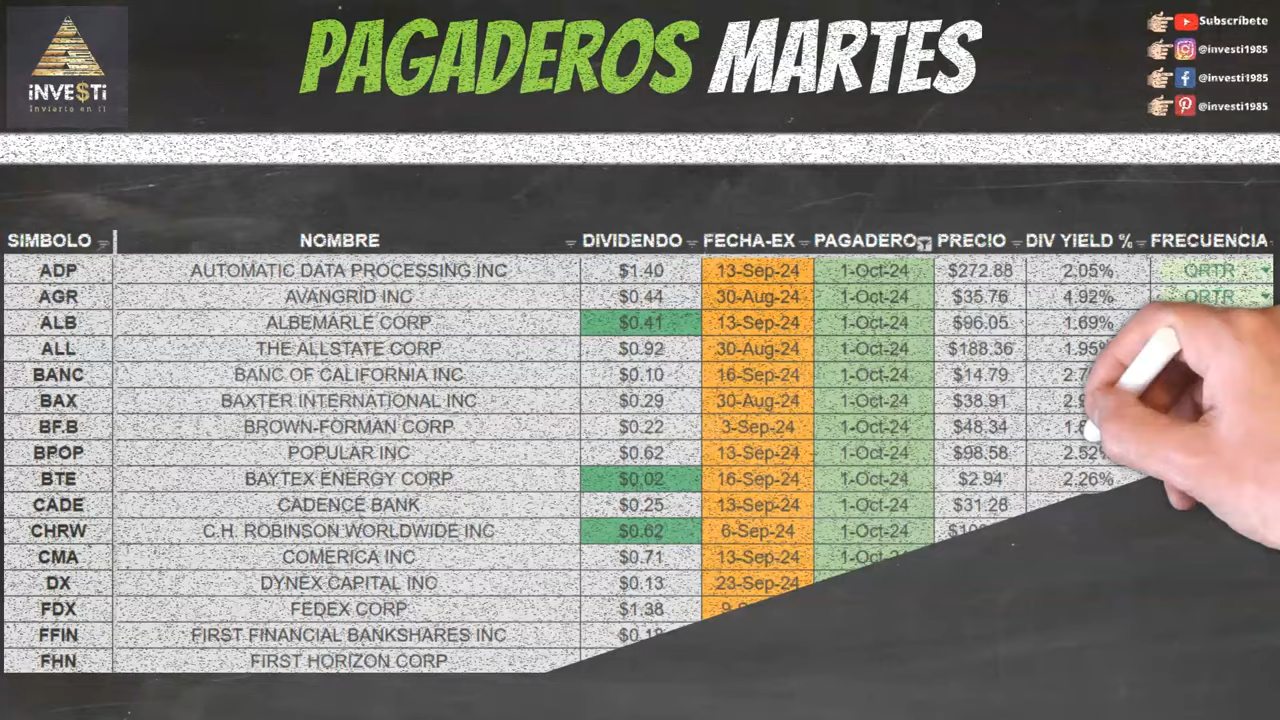 PAGADEROS MARTES
INVE$Ti
Invierte en ti
Subscríbete
@investi1985
@investi1985
@investi1985
SIMBOLO NOMBRE DIVIDENDO FECHA-EX PAGADERO PRECIO DIV YIELD % FRECUENCIA
ADP AUTOMATIC DATA PROCESSING INC $1.40 13-Sep-24 1-Oct-24 $272.88 2.05% QRTR
AGR AVANGRID INC $0.44 30-Aug-24 1-Oct-24 $35.76 4.92% QRTR
ALB ALBEMARLE CORP $0.41 13-Sep-24 1-Oct-24 $96.05 1.69%
ALL THE ALLSTATE CORP $0.92 30-Aug-24 1-Oct-24 $188.36 1.95%
BANC BANC OF CALIFORNIA INC $0.10 16-Sep-24 1-Oct-24 $14.79
BAX BAXTER INTERNATIONAL INC $0.29 30-Aug-24 1-Oct-24 $38.91
BF.B BROWN-FORMAN CORP $0.22 3-Sep-24 1-Oct-24 $48.34
BPOP POPULAR INC $0.62 13-Sep-24 1-Oct-24 $98.58 2.52%
BTE BAYTEX ENERGY CORP $0.02 16-Sep-24 1-Oct-24 $2.94 2.26%
CADE CADENCE BANK $0.25 13-Sep-24 1-Oct-24 $31.28
CHRW C.H. ROBINSON WORLDWIDE INC $0.62 6-Sep-24 1-Oct-24
CMA COMERICA INC $0.71 13-Sep-24 1-Oct-24
DX DYNEX CAPITAL INC $0.13 23-Sep-24
FDX FEDEX CORP $1.38
FFIN FIRST FINANCIAL BANKSHARES INC
FHN FIRST HORIZON CORP